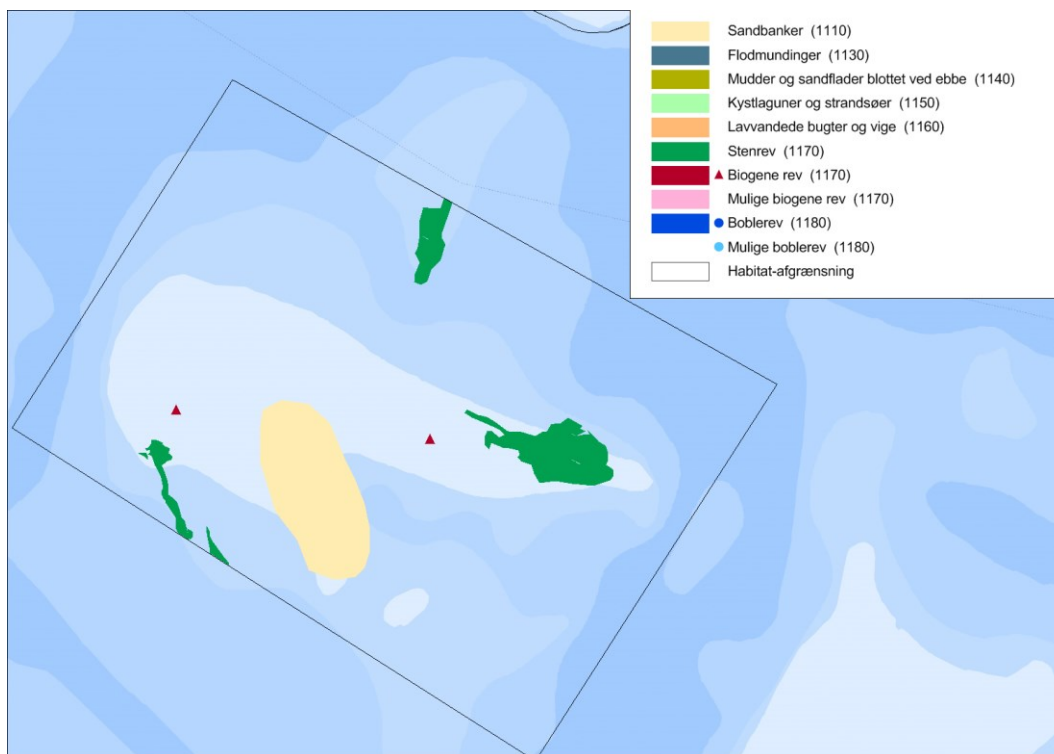 Sandbanker (1110)
Flodmundinger (1130)
Mudder og sandflader blottet ved ebbe (1140)
Kystlaguner og strandsøer (1150)
Lavvandede bugter og vige (1160)
Stenrev (1170)
Biogene rev (1170)
Mulige biogene rev (1170)
Boblerev (1180)
Mulige boblerev (1180)
Habitat-afgrænsning